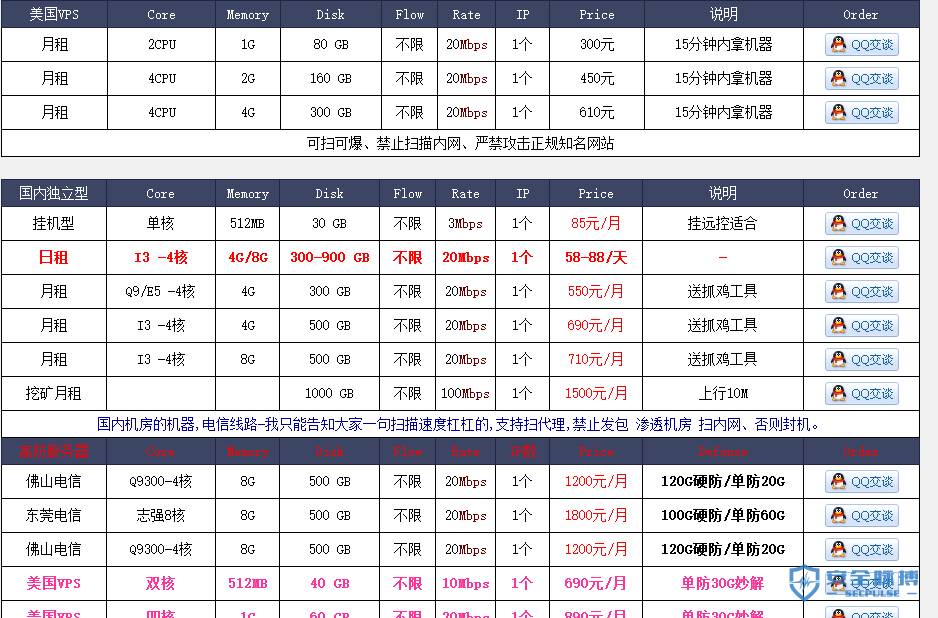 美国VPS Core Memory Disk Flow Rate IP Price 说明 Order
月租 2CPU 1G 80 GB 不限 20Mbps 1个 300元 15分钟内拿机器 QQ交谈
月租 4CPU 2G 160 GB 不限 20Mbps 1个 450元 15分钟内拿机器 QQ交谈
月租 4CPU 4G 300 GB 不限 20Mbps 1个 610元 15分钟内拿机器 QQ交谈
可扫可爆、禁止扫描内网、严禁攻击正规知名网站
国内独立型 Core Memory Disk Flow Rate IP Price 说明 Order
挂机型 单核 512MB 30 GB 不限 3Mbps 1个 85元/月 挂远控适合 QQ交谈
日租 I3 -4核 4G/8G 300-900 GB 不限 20Mbps 1个 58-88/天 - QQ交谈
月租 Q9/E5 -4核 4G 300 GB 不限 20Mbps 1个 550元/月 送抓鸡工具 QQ交谈
月租 I3 -4核 4G 500 GB 不限 20Mbps 1个 690元/月 送抓鸡工具 QQ交谈
月租 I3 -4核 8G 500 GB 不限 20Mbps 1个 710元/月 送抓鸡工具 QQ交谈
挖矿月租 1000 GB 不限 100Mbps 1个 1500元/月 上行10M QQ交谈
国内机房的机器,电信线路-我只能告知大家一句扫描速度杠杠的,支持扫代理,禁止发包 渗透机房 扫内网、否则封机。
Core Memory Disk Flow Rate Price Defense Order
佛山电信 Q9300-4核 8G 500 GB 不限 20Mbps 1个 1200元/月 120G硬防/单防20G QQ交谈
东莞电信 志强8核 8G 500 GB 不限 20Mbps 1个 1800元/月 100G硬防/单防60G QQ交谈
佛山电信 Q9300-4核 8G 500 GB 不限 20Mbps 1个 1200元/月 120G硬防/单防20G QQ交谈
美国VPS 双核 512MB 40 GB 不限 10Mbps 1个 690元/月 单防30G妙解 QQ交谈
安全脉搏
SECPULSE
美国VPS 四核 1G 60 GB 不限 20Mbps 1个 890元/月 单防30G妙解 QQ交谈